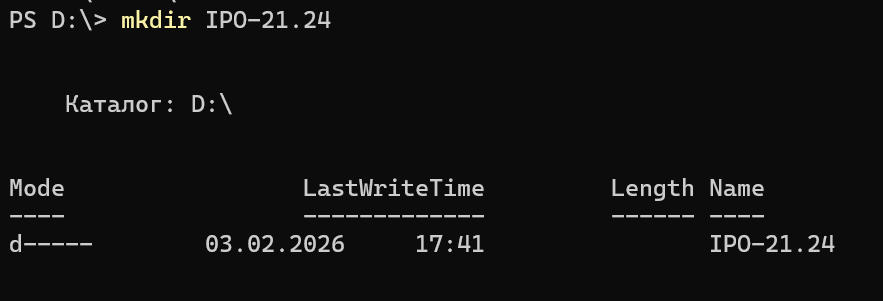 PS D:\> mkdir IPO-21.24
Каталог: D:\
Mode                 LastWriteTime         Length Name
----                 -------------         ------ ----
d-----        03.02.2026     17:41                IPO-21.24